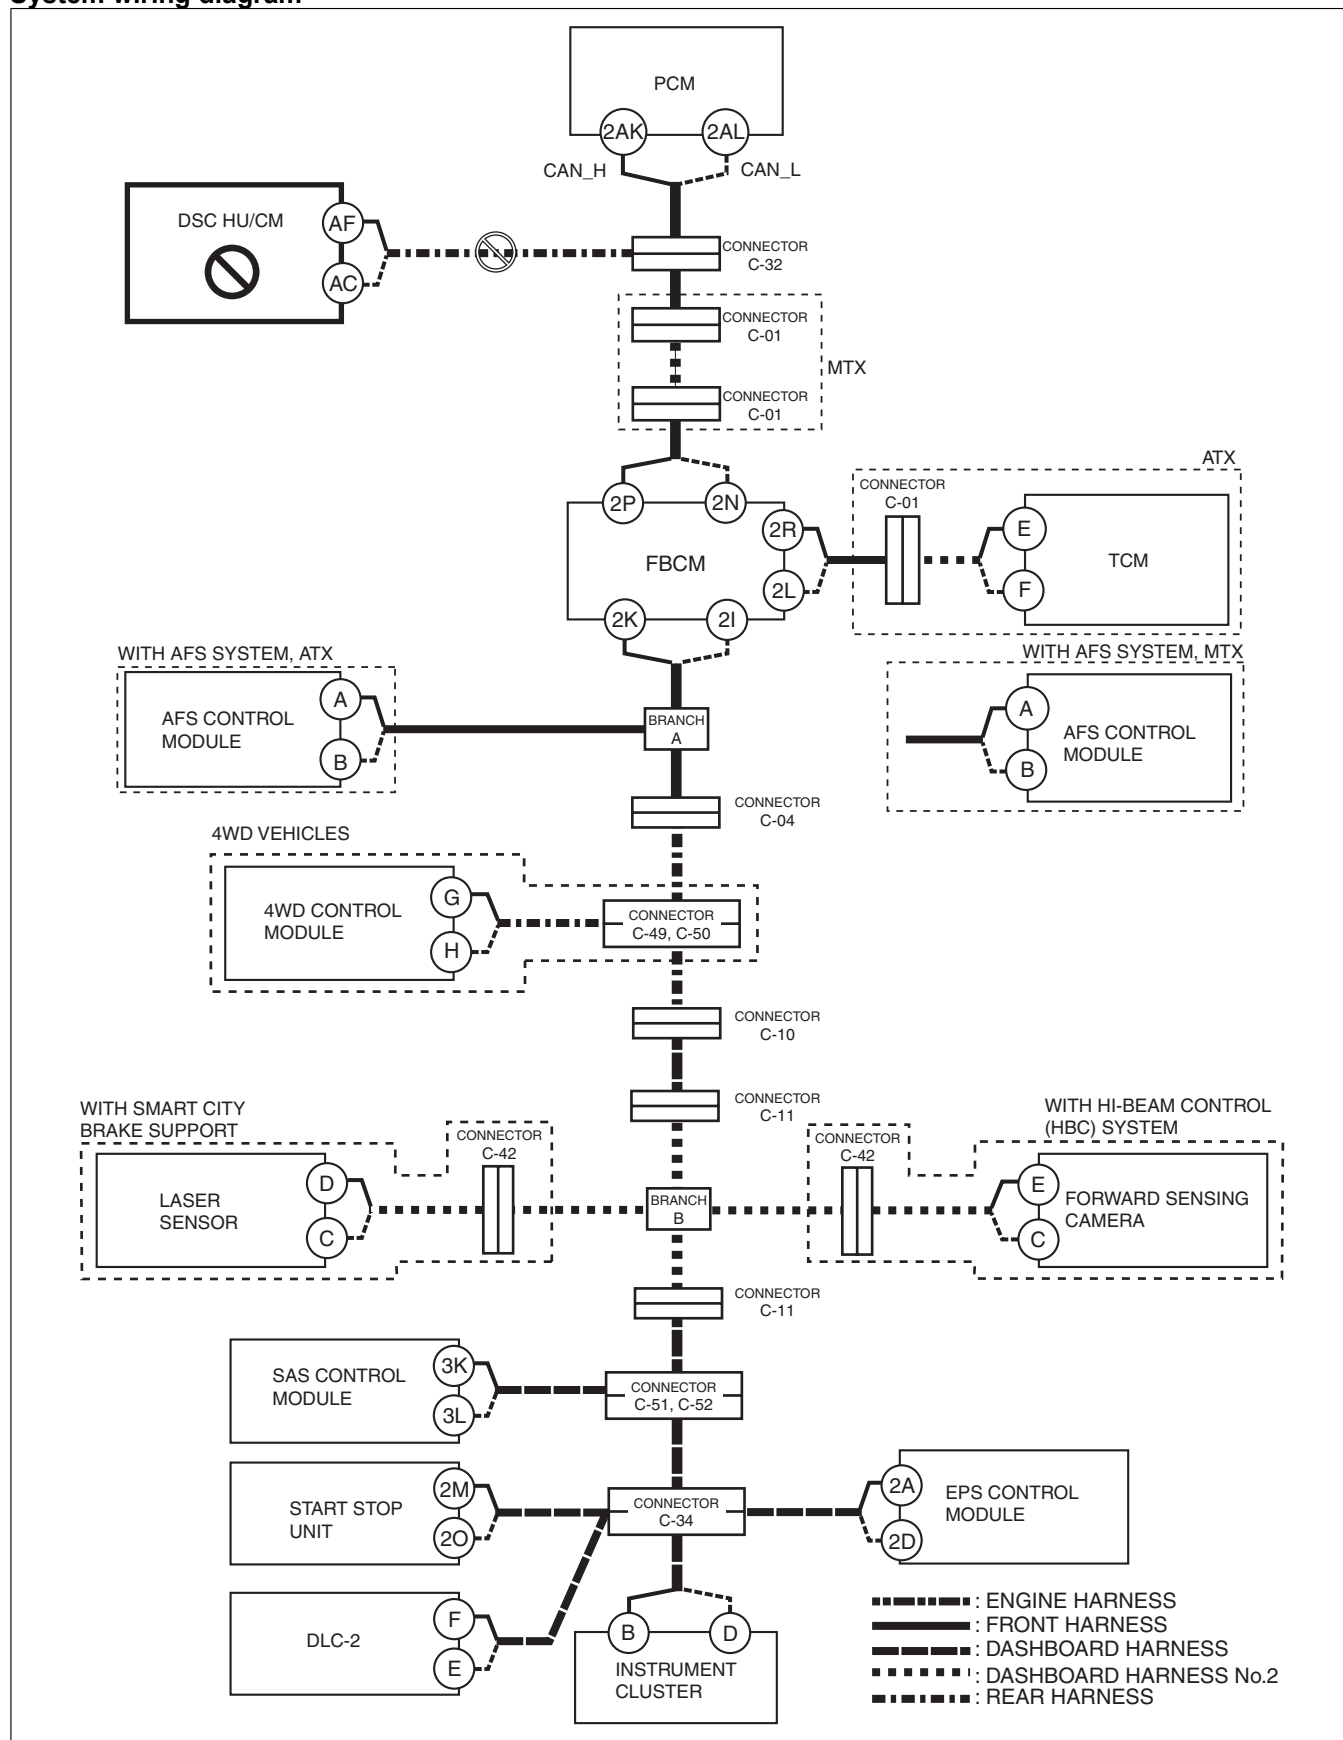 System wiring diagram
PCM
2AK
2AL
CAN_H
CAN_L
DSC HU/CM
AF
AC
CONNECTOR
C-32
CONNECTOR
C-01
MTX
CONNECTOR
C-01
ATX
CONNECTOR
C-01
2P
2N
2R
FBCM
2L
2K
2I
E
F
TCM
WITH AFS SYSTEM, ATX
AFS CONTROL
MODULE
A
B
BRANCH
A
WITH AFS SYSTEM, MTX
A
B
AFS CONTROL
MODULE
CONNECTOR
C-04
4WD VEHICLES
4WD CONTROL
MODULE
G
H
CONNECTOR
C-49, C-50
CONNECTOR
C-10
CONNECTOR
C-11
WITH SMART CITY
BRAKE SUPPORT
CONNECTOR
C-42
LASER
SENSOR
D
C
BRANCH
B
WITH HI-BEAM CONTROL
(HBC) SYSTEM
CONNECTOR
C-42
E
C
FORWARD SENSING
CAMERA
CONNECTOR
C-11
SAS CONTROL
MODULE
3K
3L
CONNECTOR
C-51, C-52
START STOP
UNIT
2M
2O
CONNECTOR
C-34
2A
2D
EPS CONTROL
MODULE
DLC-2
F
E
B
D
INSTRUMENT
CLUSTER
: ENGINE HARNESS
: FRONT HARNESS
: DASHBOARD HARNESS
: DASHBOARD HARNESS No.2
: REAR HARNESS